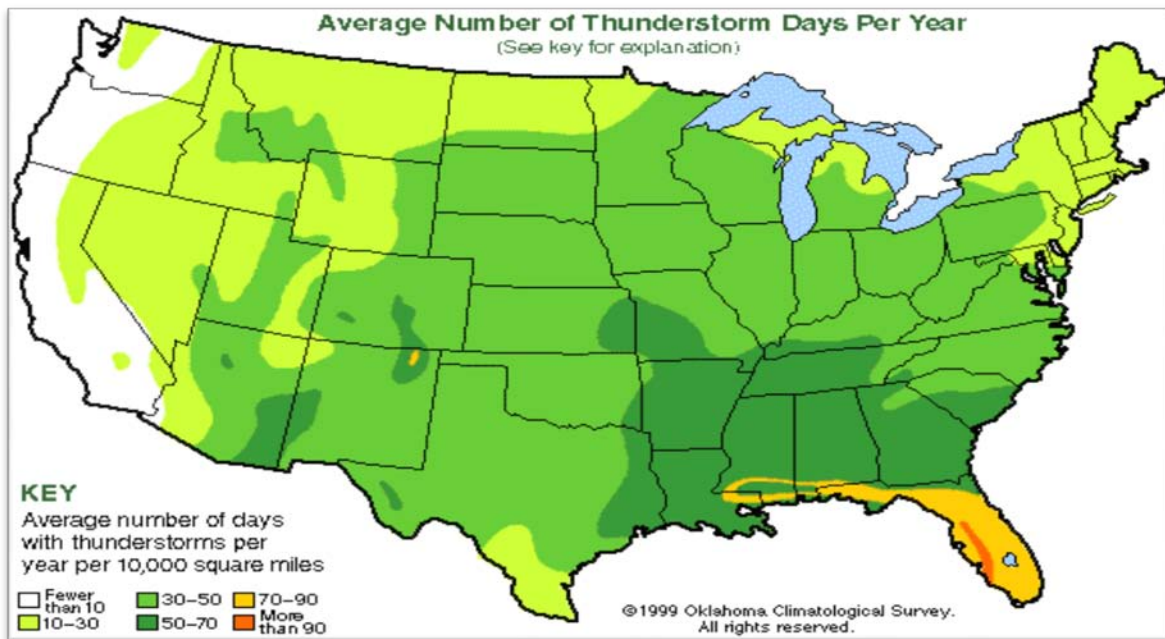 Average Number of Thunderstorm Days Per Year
(See key for explanation)
KEY
Average number of days
with thunderstorms per
year per 10,000 square miles
Fewer
than 10
30–50
70–90
10–30
50–70
More
than 90
©1999 Oklahoma Climatological Survey.
All rights reserved.